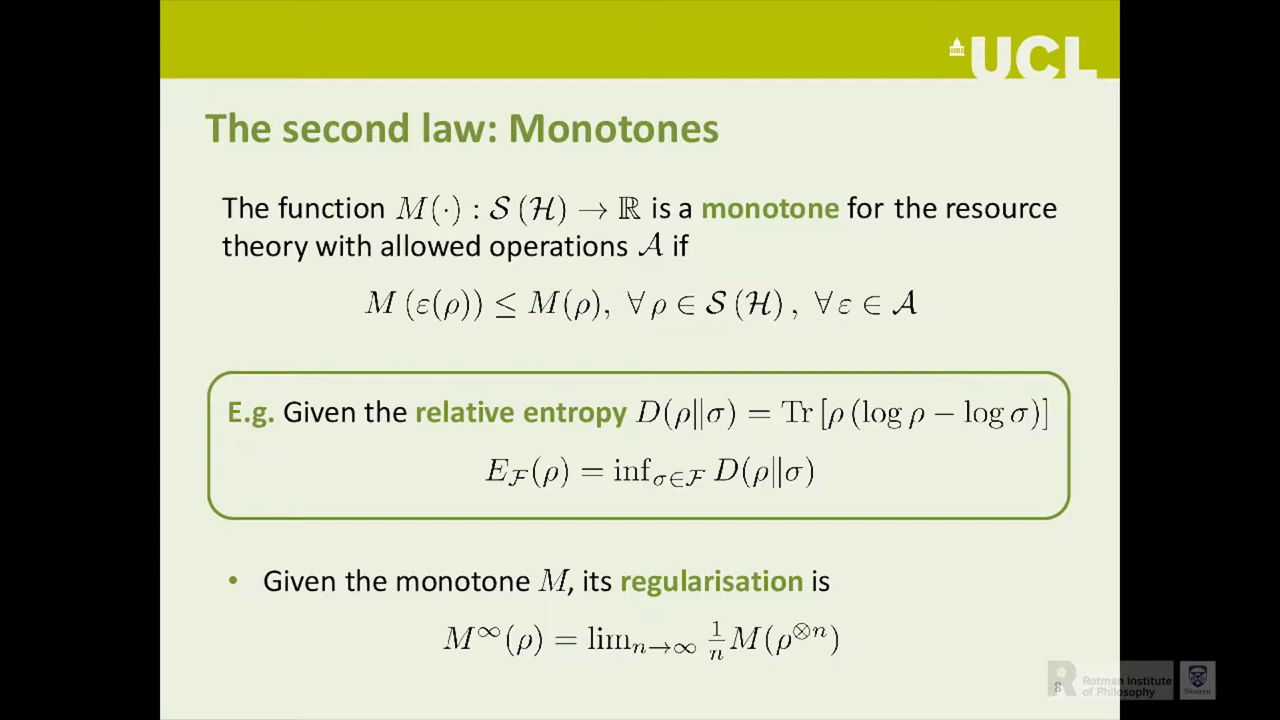 UCL
The second law: Monotones
The function M(·) : 𝒮(ℋ) → ℝ is a monotone for the resource
theory with allowed operations 𝒜 if
M(ε(ρ)) ≤ M(ρ), ∀ρ ∈ 𝒮(ℋ), ∀ε ∈ 𝒜
E.g. Given the relative entropy D(ρ‖σ) = Tr[ρ(log ρ − log σ)]
E_ℱ(ρ) = inf_{σ∈ℱ} D(ρ‖σ)
• Given the monotone M, its regularisation is
M^∞(ρ) = lim_{n→∞} 1/n M(ρ^{⊗n})
R Rotman Institute
of Philosophy
Western
8